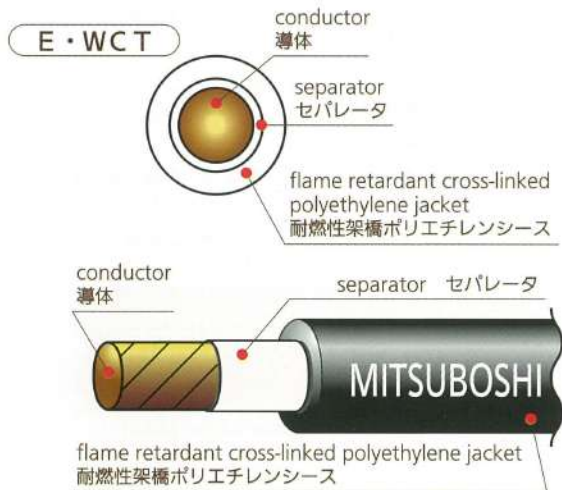 E・WCT
conductor
導体
separator
セパレータ
flame retardant cross-linked
polyethylene jacket
耐燃性架橋ポリエチレンシース
conductor
導体
separator セパレータ
MITSUBOSHI
flame retardant cross-linked polyethylene jacket
耐燃性架橋ポリエチレンシース